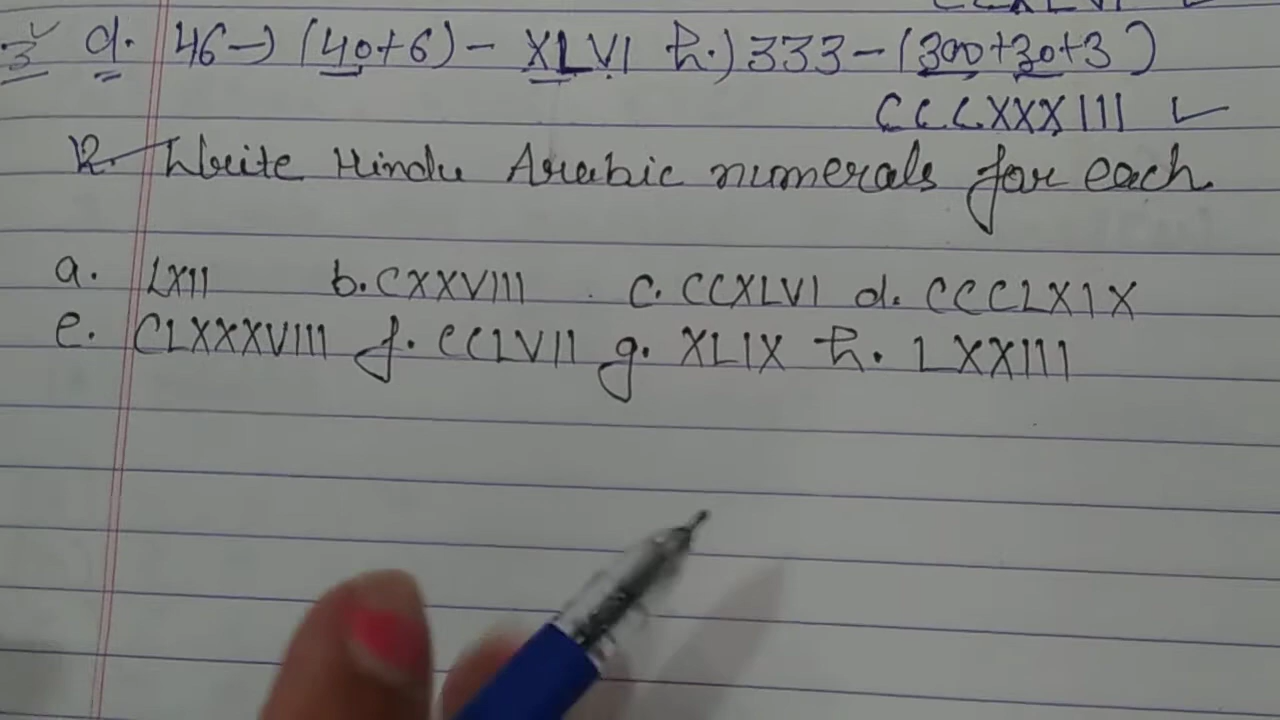 3 d. 46→ (40+6) - XLVI h.) 333 - (300+30+3)
CCCXXXIII ✓
12. Write Hindu Arabic numerals for each
a. LXII b. CXXVIII c. CCXLVI d. CCCLXIX
e. CLXXXVIII f. CCLVII g. XLIX h. LXXIII